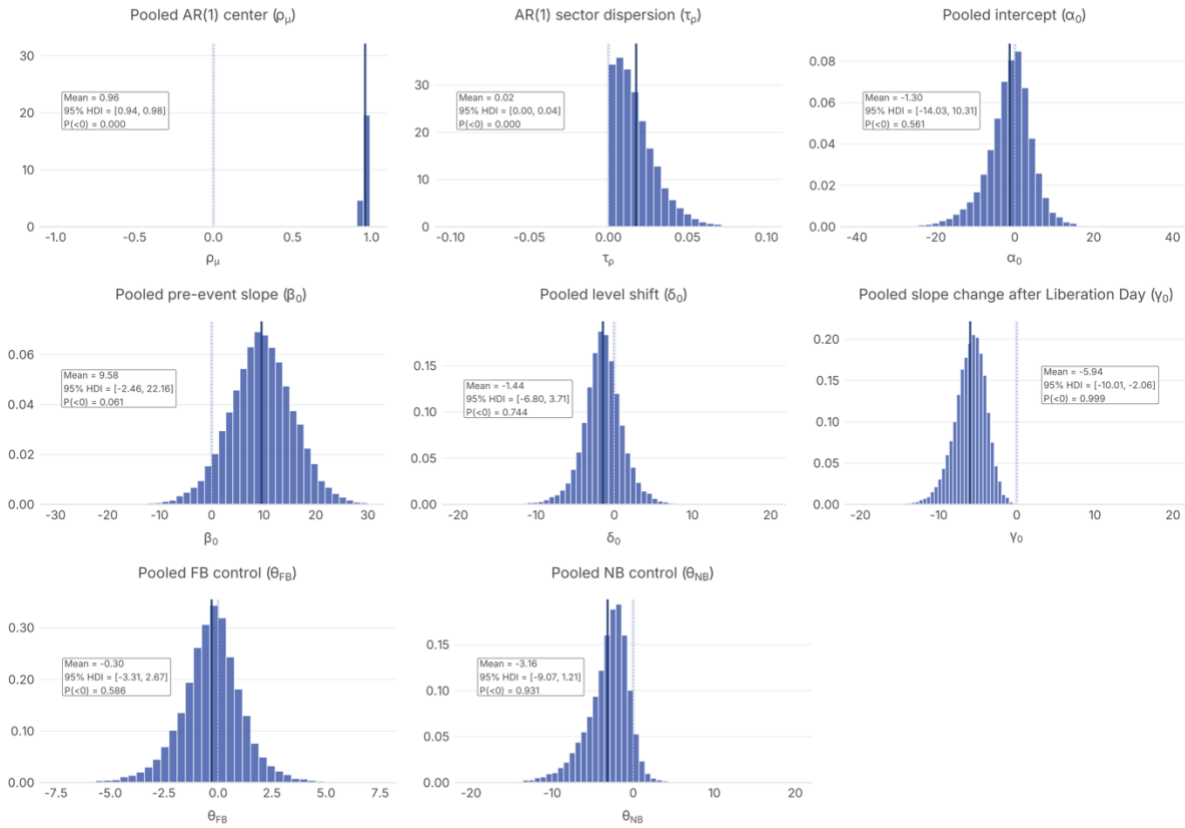 Pooled AR(1) center (ρμ)
30
20
10
0
Mean = 0.96
95% HDI = [0.94, 0.98]
P(<0) = 0.000
-1.0 -0.5 0.0 0.5 1.0
ρμ
AR(1) sector dispersion (τρ)
30
20
10
0
Mean = 0.02
95% HDI = [0.00, 0.04]
P(<0) = 0.000
-0.10 -0.05 0.00 0.05 0.10
τρ
Pooled intercept (α0)
0.08
0.06
0.04
0.02
0.00
Mean = -1.30
95% HDI = [-14.03, 10.31]
P(<0) = 0.561
-40 -20 0 20 40
α0
Pooled pre-event slope (β0)
0.06
0.04
0.02
0.00
Mean = 9.58
95% HDI = [-2.46, 22.16]
P(<0) = 0.061
-30 -20 -10 0 10 20 30
β0
Pooled level shift (δ0)
0.15
0.10
0.05
0.00
Mean = -1.44
95% HDI = [-6.80, 3.71]
P(<0) = 0.744
-20 -10 0 10 20
δ0
Pooled slope change after Liberation Day (γ0)
0.20
0.15
0.10
0.05
0.00
Mean = -5.94
95% HDI = [-10.01, -2.06]
P(<0) = 0.999
-20 -10 0 10 20
γ0
Pooled FB control (θFB)
0.30
0.20
0.10
0.00
Mean = -0.30
95% HDI = [-3.31, 2.67]
P(<0) = 0.586
-7.5 -5.0 -2.5 0.0 2.5 5.0 7.5
θFB
Pooled NB control (θNB)
0.15
0.10
0.05
0.00
Mean = -3.16
95% HDI = [-9.07, 1.21]
P(<0) = 0.931
-20 -10 0 10 20
θNB